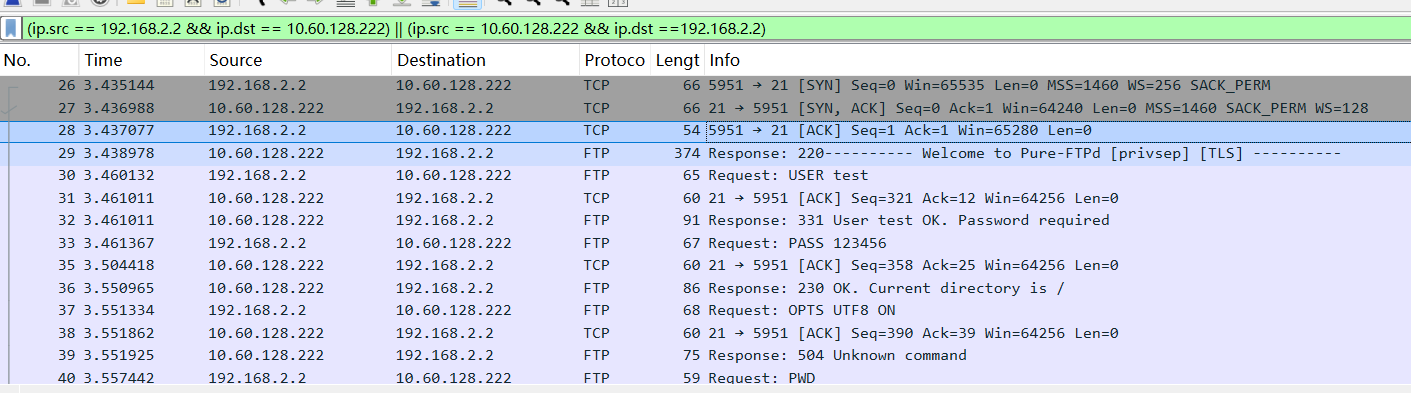 (ip.src == 192.168.2.2 && ip.dst == 10.60.128.222) || (ip.src == 10.60.128.222 && ip.dst ==192.168.2.2)
No. Time Source Destination Protoco Lengt Info
26 3.435144 192.168.2.2 10.60.128.222 TCP 66 5951 → 21 [SYN] Seq=0 Win=65535 Len=0 MSS=1460 WS=256 SACK_PERM
27 3.436988 10.60.128.222 192.168.2.2 TCP 66 21 → 5951 [SYN, ACK] Seq=0 Ack=1 Win=64240 Len=0 MSS=1460 SACK_PERM WS=128
28 3.437077 192.168.2.2 10.60.128.222 TCP 54 5951 → 21 [ACK] Seq=1 Ack=1 Win=65280 Len=0
29 3.438978 10.60.128.222 192.168.2.2 FTP 374 Response: 220---------- Welcome to Pure-FTPd [privsep] [TLS] ----------
30 3.460132 192.168.2.2 10.60.128.222 FTP 65 Request: USER test
31 3.461011 10.60.128.222 192.168.2.2 TCP 60 21 → 5951 [ACK] Seq=321 Ack=12 Win=64256 Len=0
32 3.461011 10.60.128.222 192.168.2.2 FTP 91 Response: 331 User test OK. Password required
33 3.461367 192.168.2.2 10.60.128.222 FTP 67 Request: PASS 123456
35 3.504418 10.60.128.222 192.168.2.2 TCP 60 21 → 5951 [ACK] Seq=358 Ack=25 Win=64256 Len=0
36 3.550965 10.60.128.222 192.168.2.2 FTP 86 Response: 230 OK. Current directory is /
37 3.551334 192.168.2.2 10.60.128.222 FTP 68 Request: OPTS UTF8 ON
38 3.551862 10.60.128.222 192.168.2.2 TCP 60 21 → 5951 [ACK] Seq=390 Ack=39 Win=64256 Len=0
39 3.551925 10.60.128.222 192.168.2.2 FTP 75 Response: 504 Unknown command
40 3.557442 192.168.2.2 10.60.128.222 FTP 59 Request: PWD